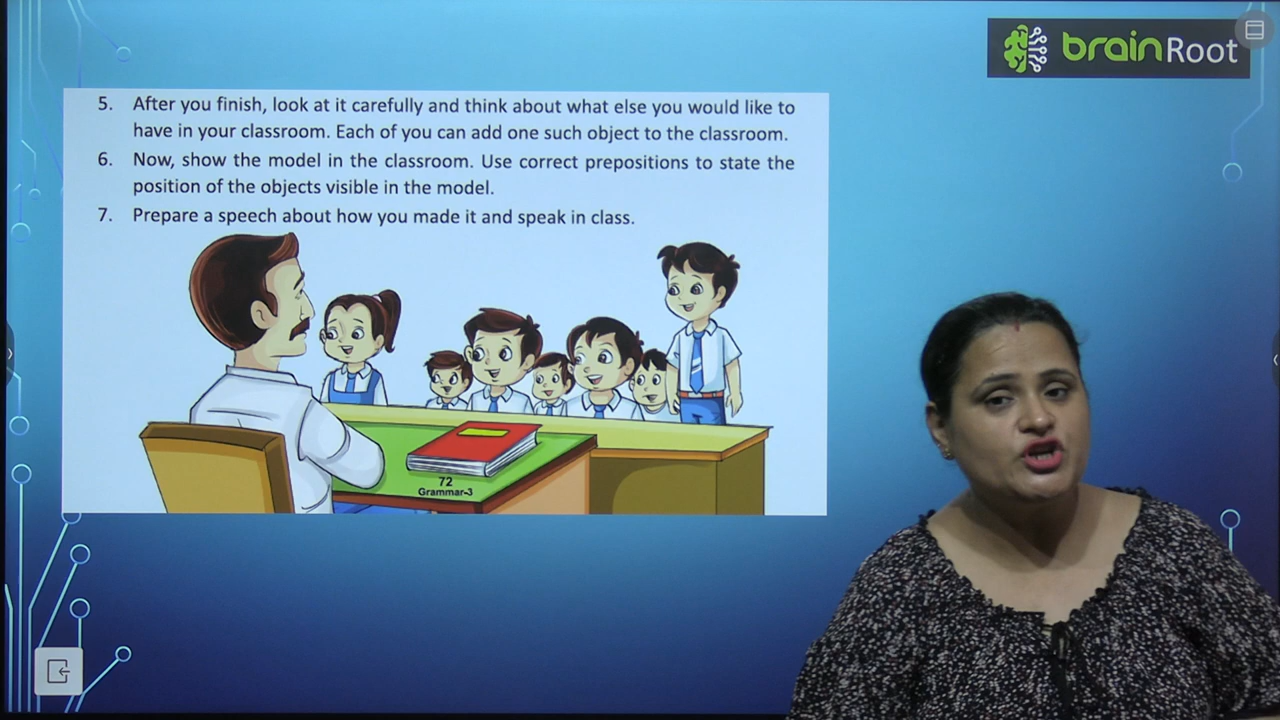 brainRoot
5. After you finish, look at it carefully and think about what else you would like to
have in your classroom. Each of you can add one such object to the classroom.
6. Now, show the model in the classroom. Use correct prepositions to state the
position of the objects visible in the model.
7. Prepare a speech about how you made it and speak in class.
72
Grammar-3